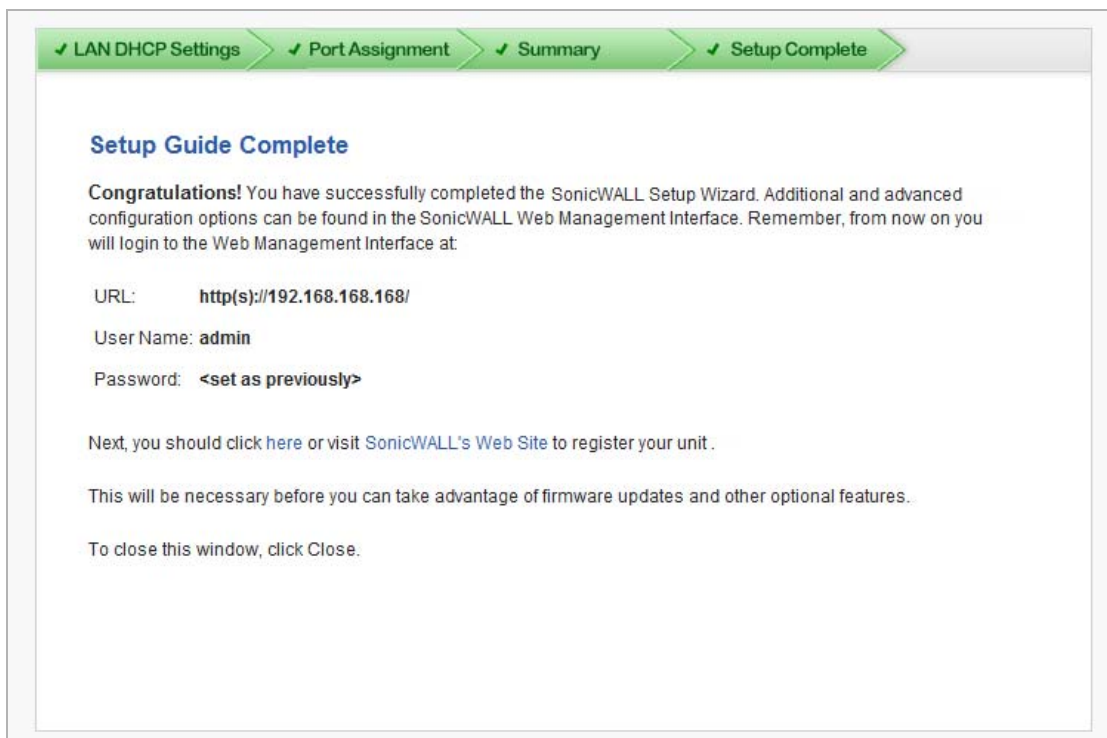 LAN DHCP Settings
Port Assignment
Summary
Setup Complete
Setup Guide Complete
Congratulations! You have successfully completed the SonicWALL Setup Wizard. Additional and advanced
configuration options can be found in the SonicWALL Web Management Interface. Remember, from now on you
will login to the Web Management Interface at:
URL: http(s)://192.168.168.168/
User Name: admin
Password: <set as previously>
Next, you should click here or visit SonicWALL's Web Site to register your unit .
This will be necessary before you can take advantage of firmware updates and other optional features.
To close this window, click Close.